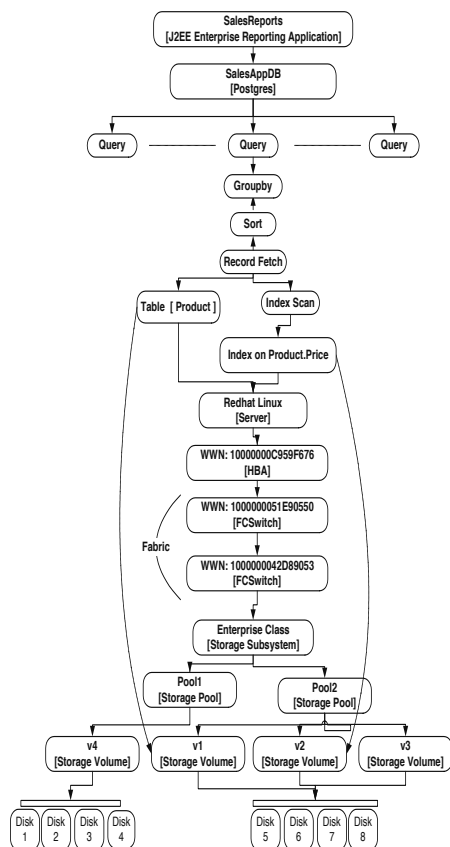 SalesReports
[J2EE Enterprise Reporting Application]
SalesAppDB
[Postgres]
Query
Query
Query
Groupby
Sort
Record Fetch
Table [ Product ]
Index Scan
Index on Product.Price
Redhat Linux
[Server]
WWN: 10000000C959F676
[HBA]
WWN: 1000000051E90550
[FCSwitch]
Fabric
WWN: 1000000042D89053
[FCSwitch]
Enterprise Class
[Storage Subsystem]
Pool1
[Storage Pool]
Pool2
[Storage Pool]
v4
[Storage Volume]
v1
[Storage Volume]
v2
[Storage Volume]
v3
[Storage Volume]
Disk
1
Disk
2
Disk
3
Disk
4
Disk
5
Disk
6
Disk
7
Disk
8